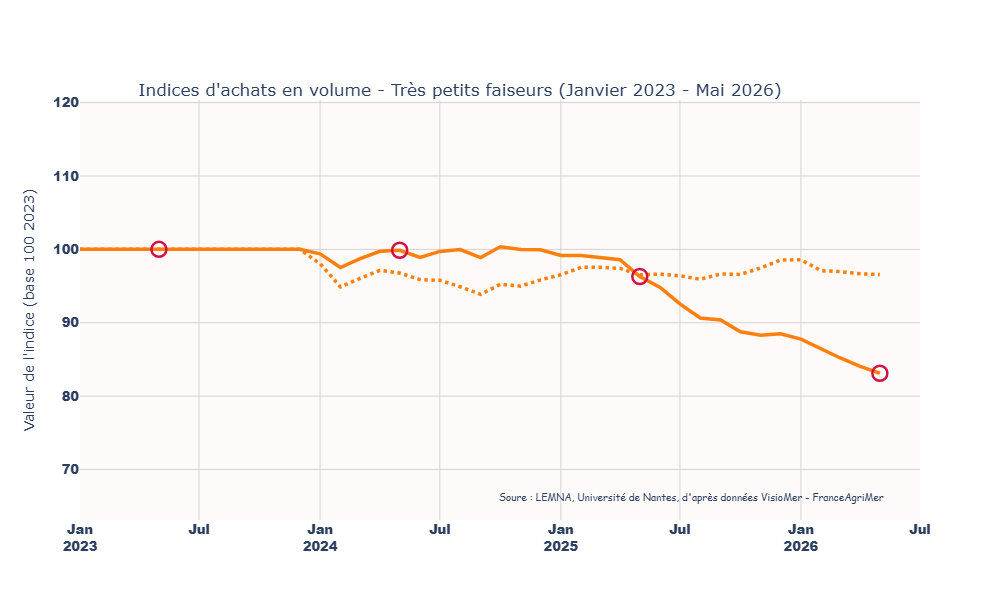 Indices d'achats en volume - Très petits faiseurs (Janvier 2023 - Mai 2026)
Valeur de l'indice (base 100 2023)
120
110
100
90
80
70
Soure : LEMNA, Université de Nantes, d'après données VisioMer - FranceAgriMer
Jan
2023
Jul
Jan
2024
Jul
Jan
2025
Jul
Jan
2026
Jul